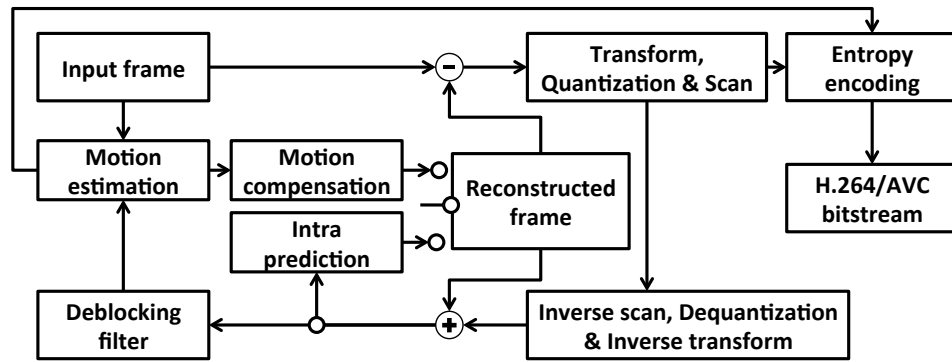 Input frame
−
Transform,
Quantization & Scan
Entropy
encoding
Motion
estimation
Motion
compensation
Reconstructed
frame
H.264/AVC
bitstream
Intra
prediction
Deblocking
filter
+
Inverse scan, Dequantization
& Inverse transform